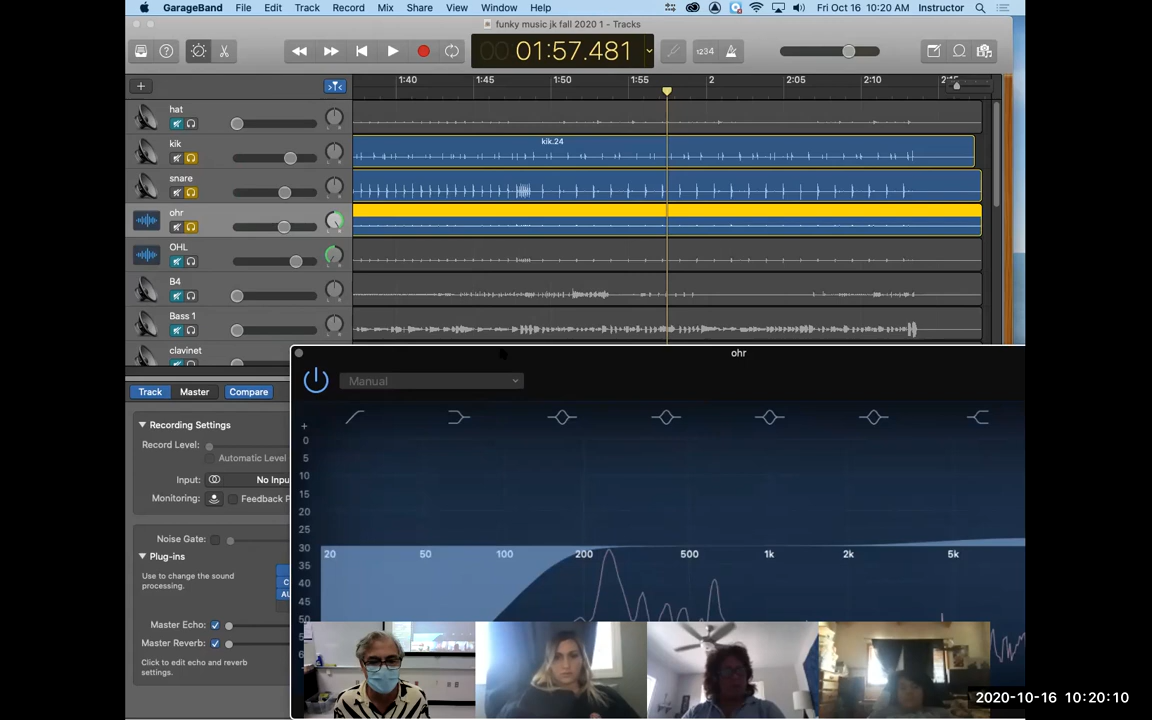 GarageBand File Edit Track Record Mix Share View Window Help Fri Oct 16 10:20 AM Instructor
funky music jk fall 2020 1 - Tracks
01:57.481 1234
1:40 1:45 1:50 1:55 2 2:05 2:10 2:15
hat
kik
kik.24
snare
ohr
L R
OHL
B4
Bass 1
clavinet
ohr
Manual
Track Master Compare
Recording Settings
Record Level:
Automatic Level
Input: No Inpu
Monitoring: Feedback P
Noise Gate:
Plug-ins
Use to change the sound
processing.
Master Echo:
Master Reverb:
Click to edit echo and reverb
settings.
+
0
5
10
15
20
25
30
20 50 100 200 500 1k 2k 5k
35
40
45
50
2020-10-16 10:20:10